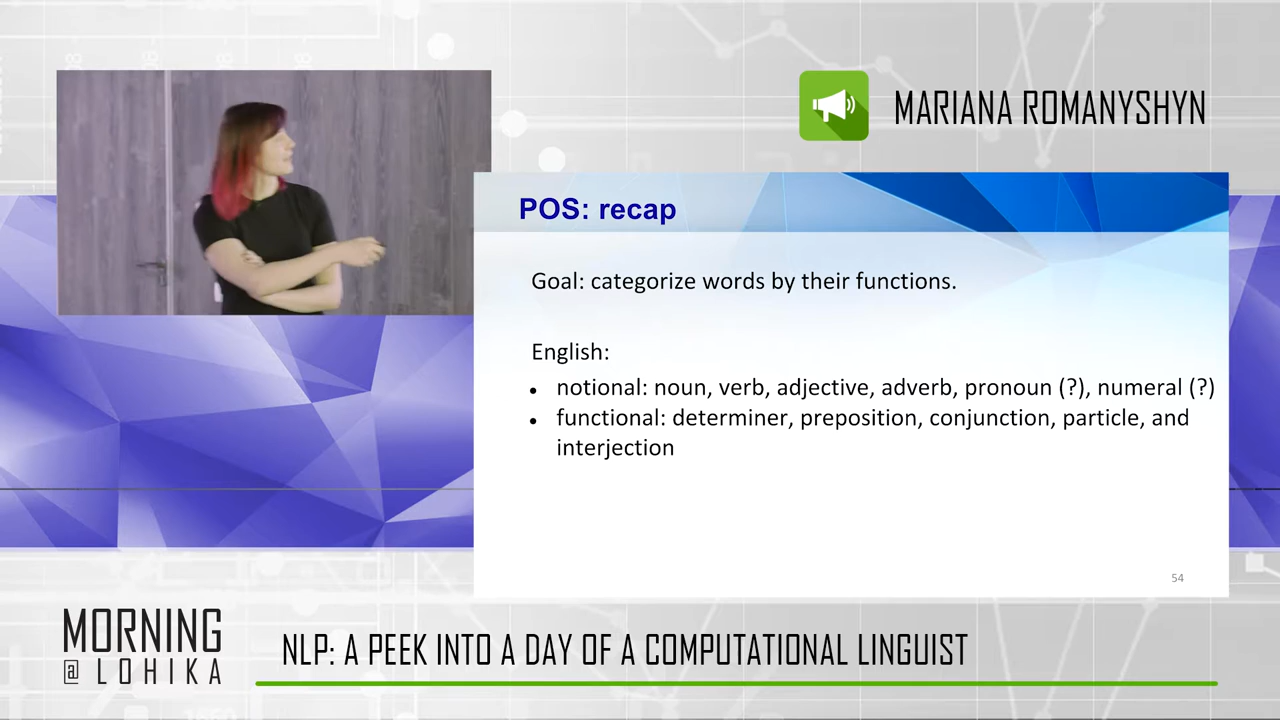 MARIANA ROMANYSHYN
POS: recap
Goal: categorize words by their functions.
English:
• notional: noun, verb, adjective, adverb, pronoun (?), numeral (?)
• functional: determiner, preposition, conjunction, particle, and
interjection
54
MORNING
@ LOHIKA
NLP: A PEEK INTO A DAY OF A COMPUTATIONAL LINGUIST